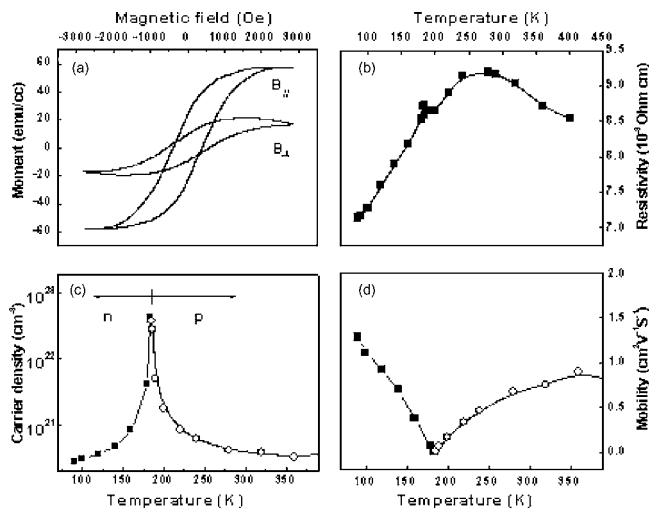 Magnetic field (Oe)
-3000 -2000 -1000 0 1000 2000 3000
(a)
B//
B⊥
60
40
20
0
-20
-40
-60
Moment (emu/cc)
Temperature (K)
100 150 200 250 300 350 400 450
(b)
9.5
9.0
8.5
8.0
7.5
7.0
Resistivity (10⁻³ Ohm cm)
(c)
n p
10²⁸
10²²
10²¹
Carrier density (cm⁻³)
100 150 200 250 300 350
Temperature (K)
(d)
2.0
1.5
1.0
0.5
0.0
Mobility (cm²V⁻¹S⁻¹)
100 150 200 250 300 350
Temperature (K)